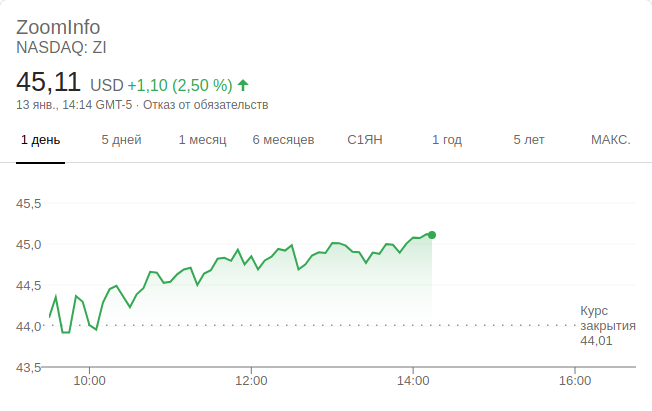 ZoomInfo
NASDAQ: ZI
45,11 USD +1,10 (2,50 %)
13 янв., 14:14 GMT-5 · Отказ от обязательств
1 день 5 дней 1 месяц 6 месяцев С1ЯН 1 год 5 лет МАКС.
45,5
45,0
44,5
44,0
43,5
Курс
закрытия
44,01
10:00 12:00 14:00 16:00